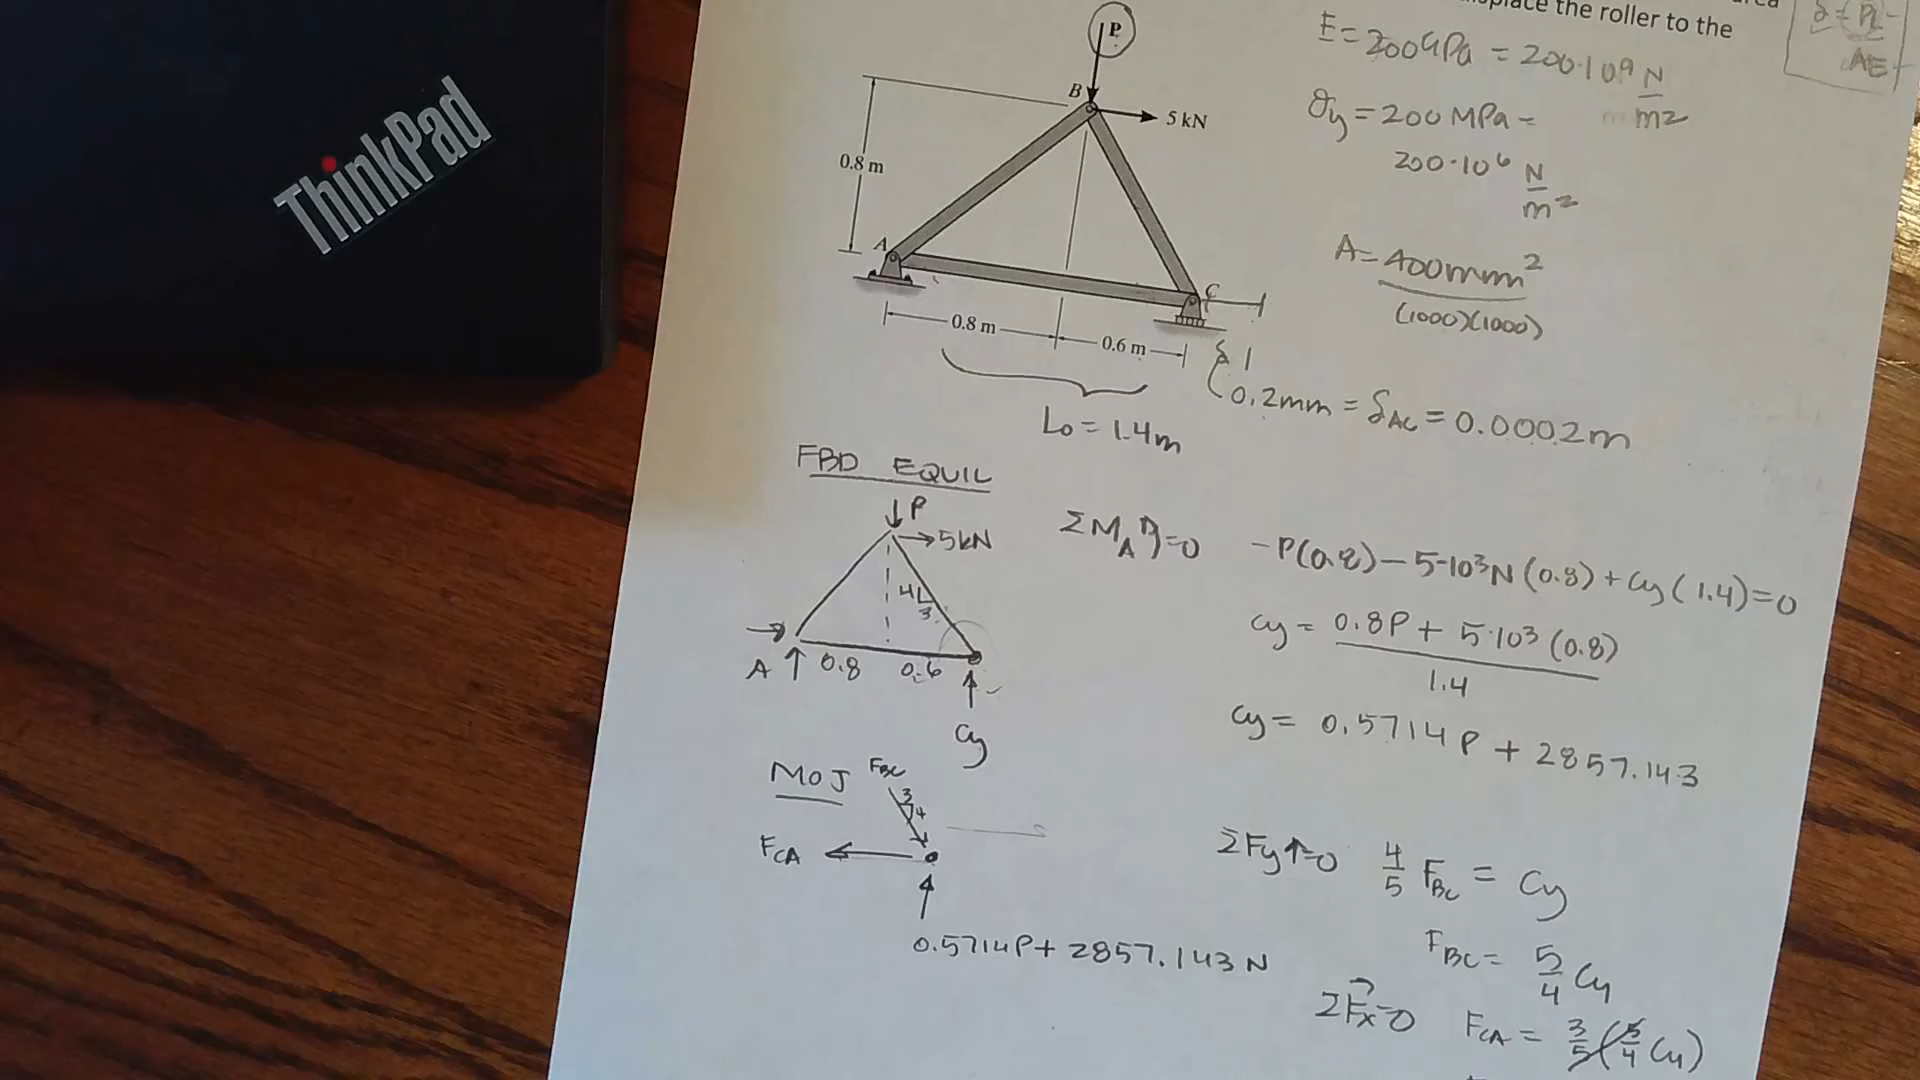 ThinkPad
place the roller to the
δ = PL
AE
P
B
5 kN
0.8 m
A
C
0.8 m
0.6 m
E = 200GPa = 200·10⁹ N
m²
σy = 200 MPa =
200·10⁶ N
m²
A = 400mm²
(1000)(1000)
δ
0.2mm = δAC = 0.0002m
L₀ = 1.4m
FBD EQUIL
P
5kN
4
3
A
0.8
0.6
Cy
ΣMA = 0 -P(0.8) - 5·10³N (0.8) + Cy (1.4) = 0
Cy = 0.8P + 5·10³ (0.8)
1.4
Cy = 0.5714P + 2857.143
MOJ
FBC
3
4
FCA
0.5714P + 2857.143 N
ΣFy↑=0 4/5 FBC = Cy
FBC = 5/4 Cy
ΣFx=0 FCA = 3/5 (5/4 Cy)